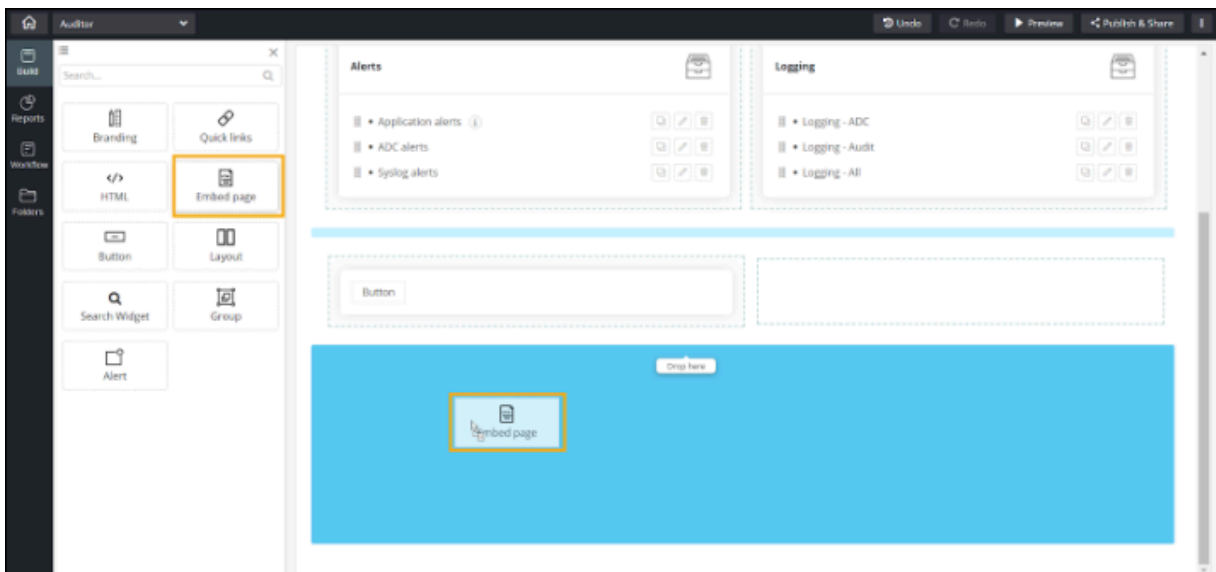 Auditor
Undo
Redo
Preview
Publish & Share
Build
Reports
Workflow
Folders
Search...
Branding
Quick links
HTML
Embed page
Button
Layout
Search Widget
Group
Alert
Alerts
• Application alerts
• ADC alerts
• Syslog alerts
Logging
• Logging - ADC
• Logging - Audit
• Logging - All
Button
Drop here
Embed page